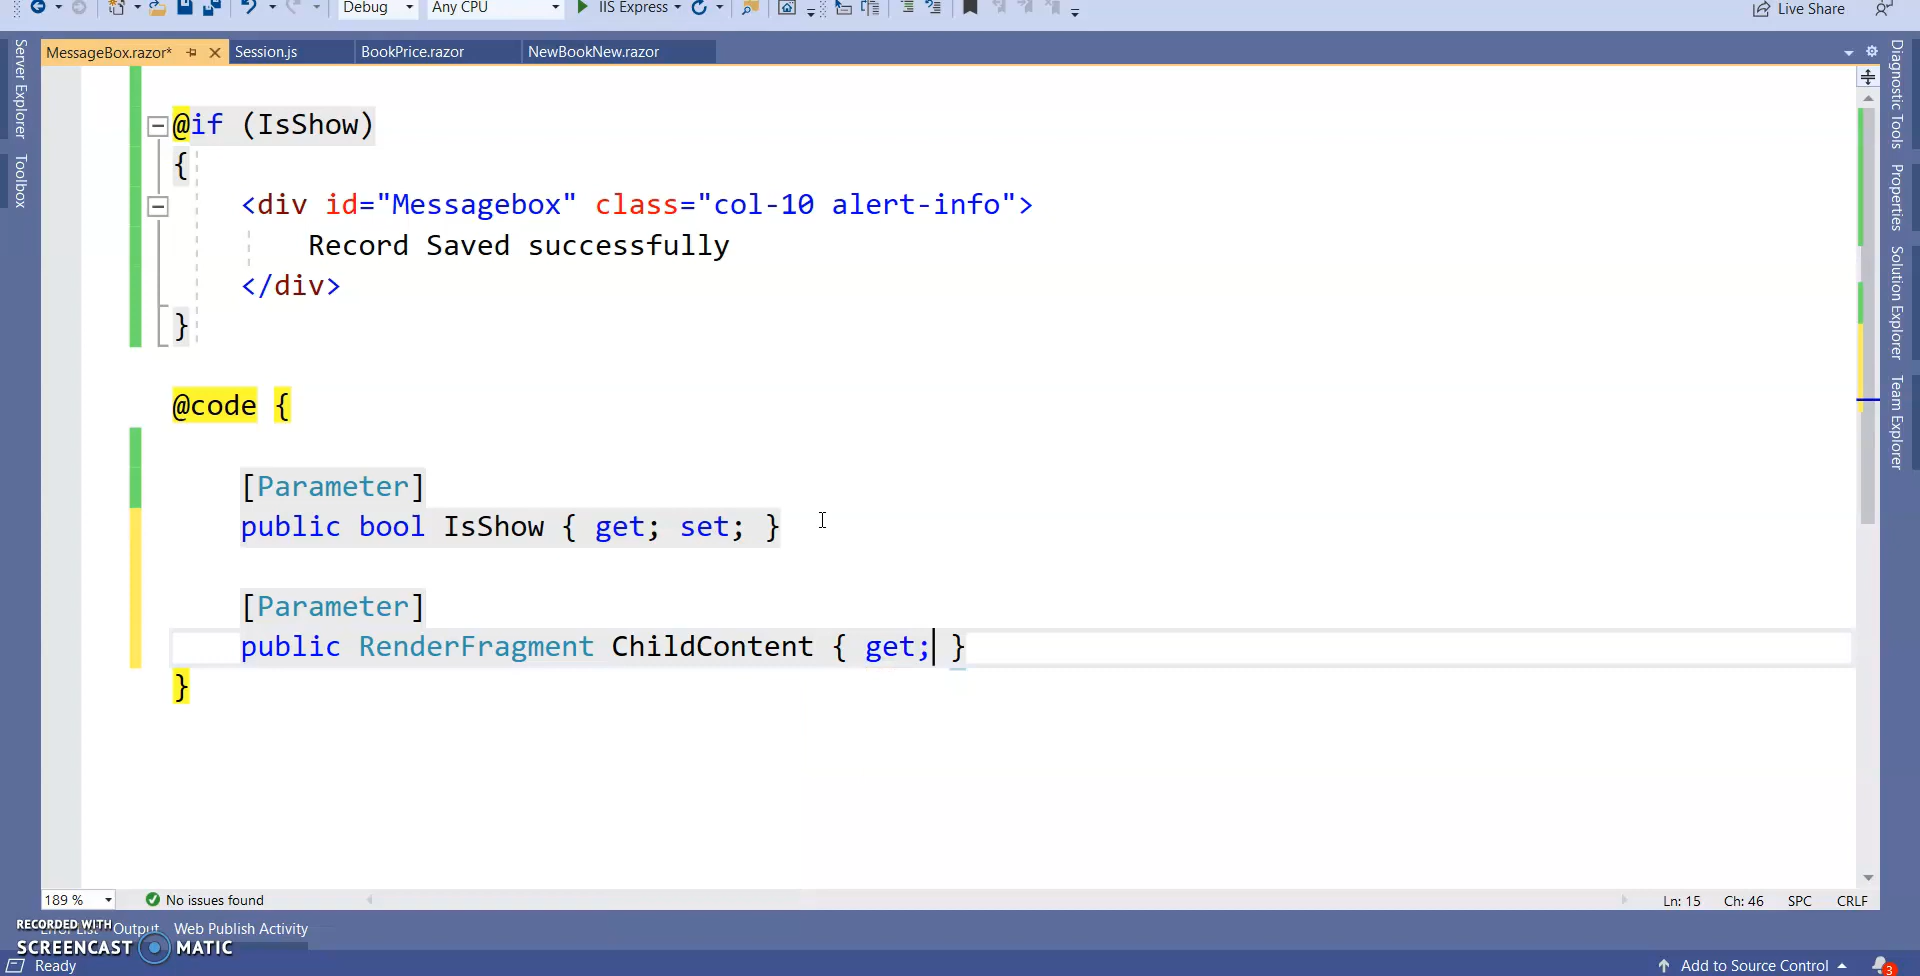 Debug Any CPU IIS Express Live Share
MessageBox.razor* Session.js BookPrice.razor NewBookNew.razor
Server Explorer
Toolbox
@if (IsShow)
{
<div id="Messagebox" class="col-10 alert-info">
Record Saved successfully
</div>
}
@code {
[Parameter]
public bool IsShow { get; set; }
[Parameter]
public RenderFragment ChildContent { get; }
}
Diagnostic Tools
Properties
Solution Explorer
Team Explorer
189 % No issues found Ln: 15 Ch: 46 SPC CRLF
Error List Output Web Publish Activity
RECORDED WITH
SCREENCAST MATIC
Ready Add to Source Control 3